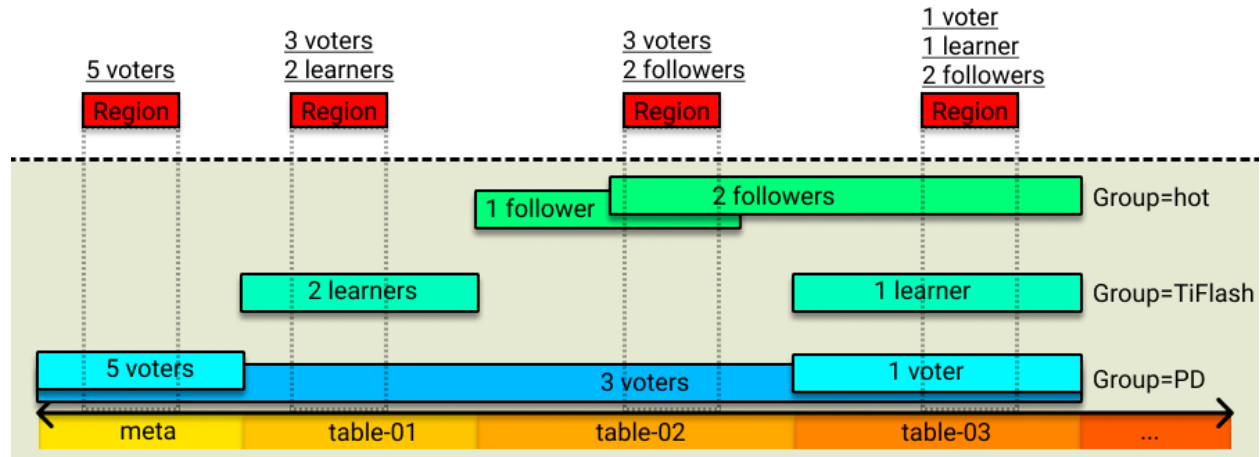 5 voters
3 voters
2 learners
3 voters
2 followers
1 voter
1 learner
2 followers
Region
Region
Region
Region
1 follower
2 followers
Group=hot
2 learners
1 learner
Group=TiFlash
5 voters
3 voters
1 voter
Group=PD
meta
table-01
table-02
table-03
...